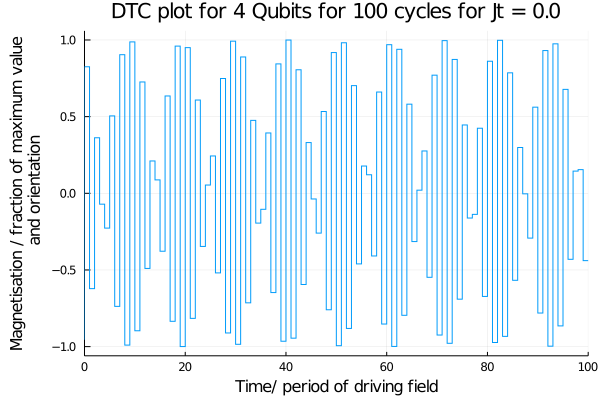 DTC plot for 4 Qubits for 100 cycles for Jt = 0.0
Magnetisation / fraction of maximum value
and orientation
1.0
0.5
0.0
−0.5
−1.0
0
20
40
60
80
100
Time/ period of driving field